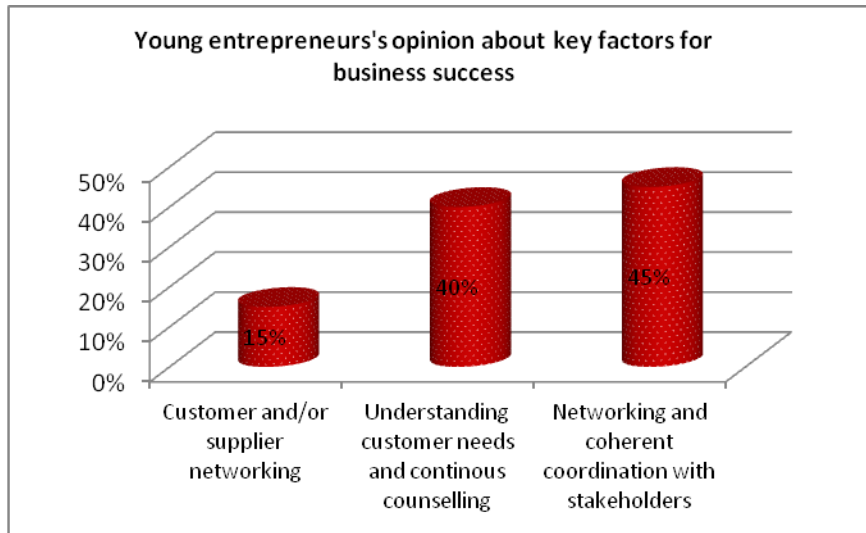 Young entrepreneurs's opinion about key factors for
business success
50%
40%
30%
20%
10%
0%
15%
40%
45%
Customer and/or
supplier
networking
Understanding
customer needs
and continous
counselling
Networking and
coherent
coordination with
stakeholders